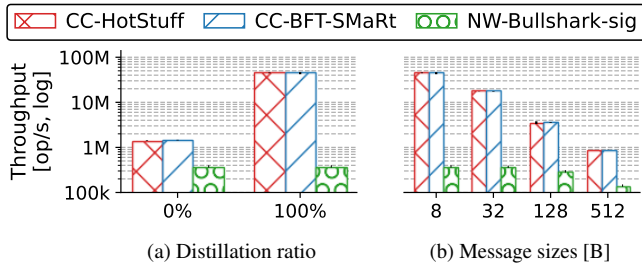 CC-HotStuff CC-BFT-SMaRt NW-Bullshark-sig
Throughput
[op/s, log]
100M
10M
1M
100k
0% 100%
8 32 128 512
(a) Distillation ratio
(b) Message sizes [B]